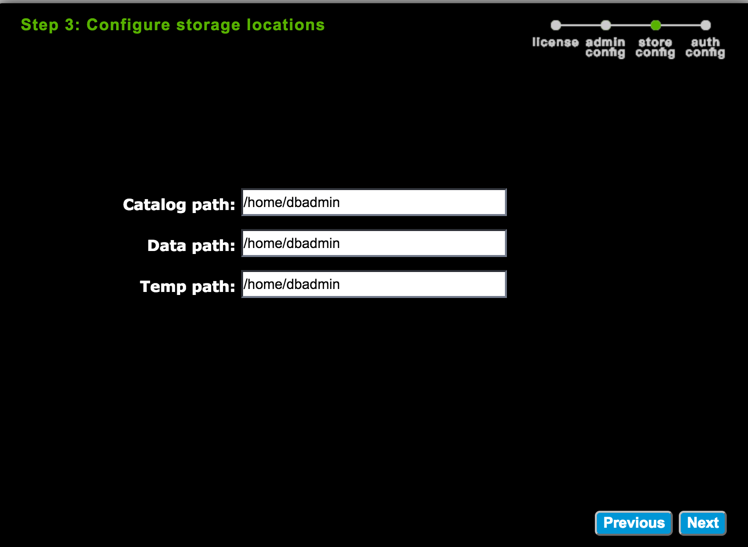 Step 3: Configure storage locations
license admin config store config auth config
Catalog path: /home/dbadmin
Data path: /home/dbadmin
Temp path: /home/dbadmin
Previous Next